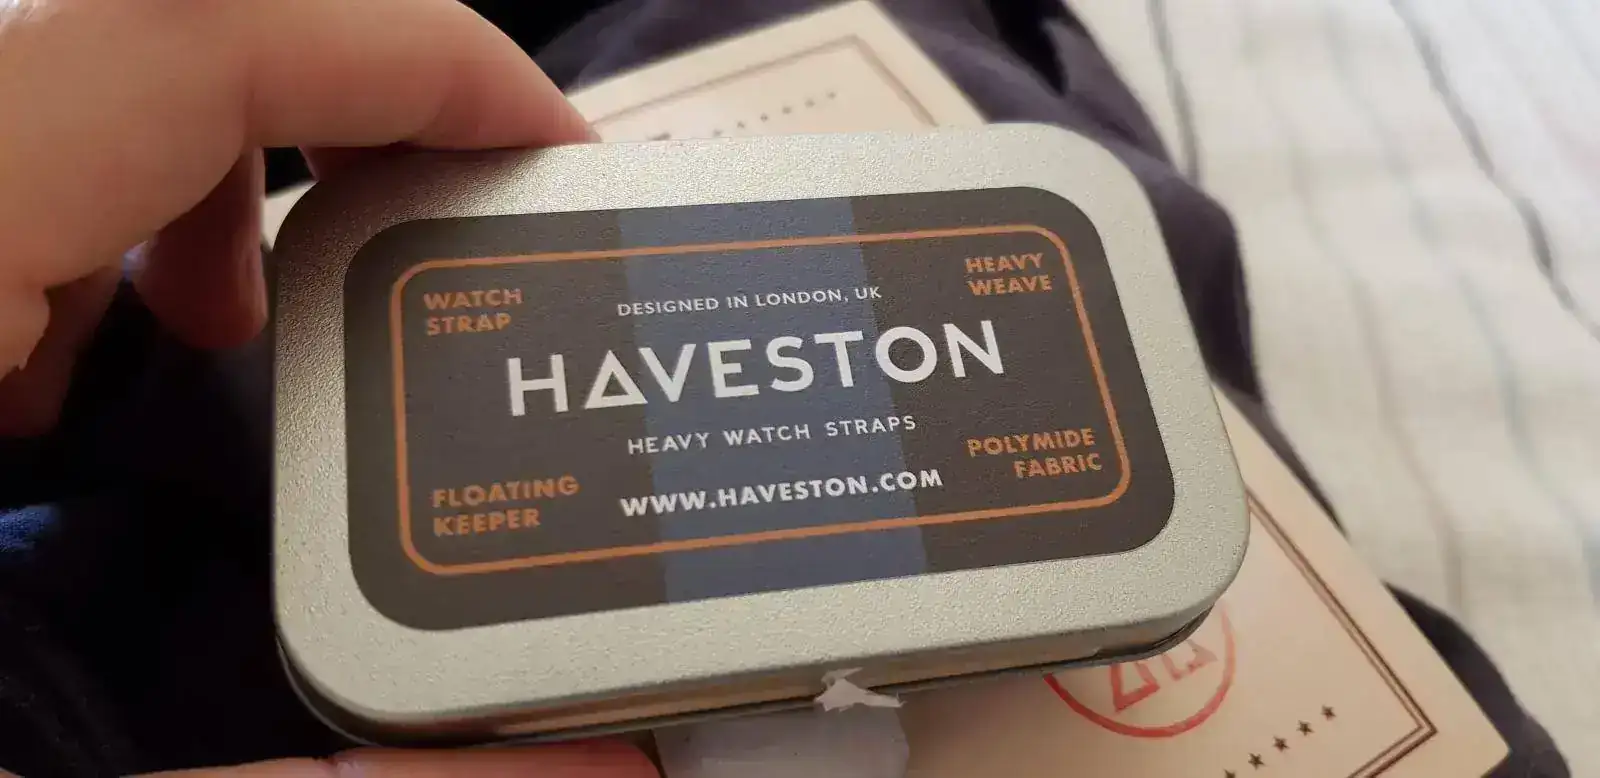 WATCH
STRAP
HEAVY
WEAVE
DESIGNED IN LONDON, UK
HAVESTON
HEAVY WATCH STRAPS
WWW.HAVESTON.COM
FLOATING
KEEPER
POLYMIDE
FABRIC